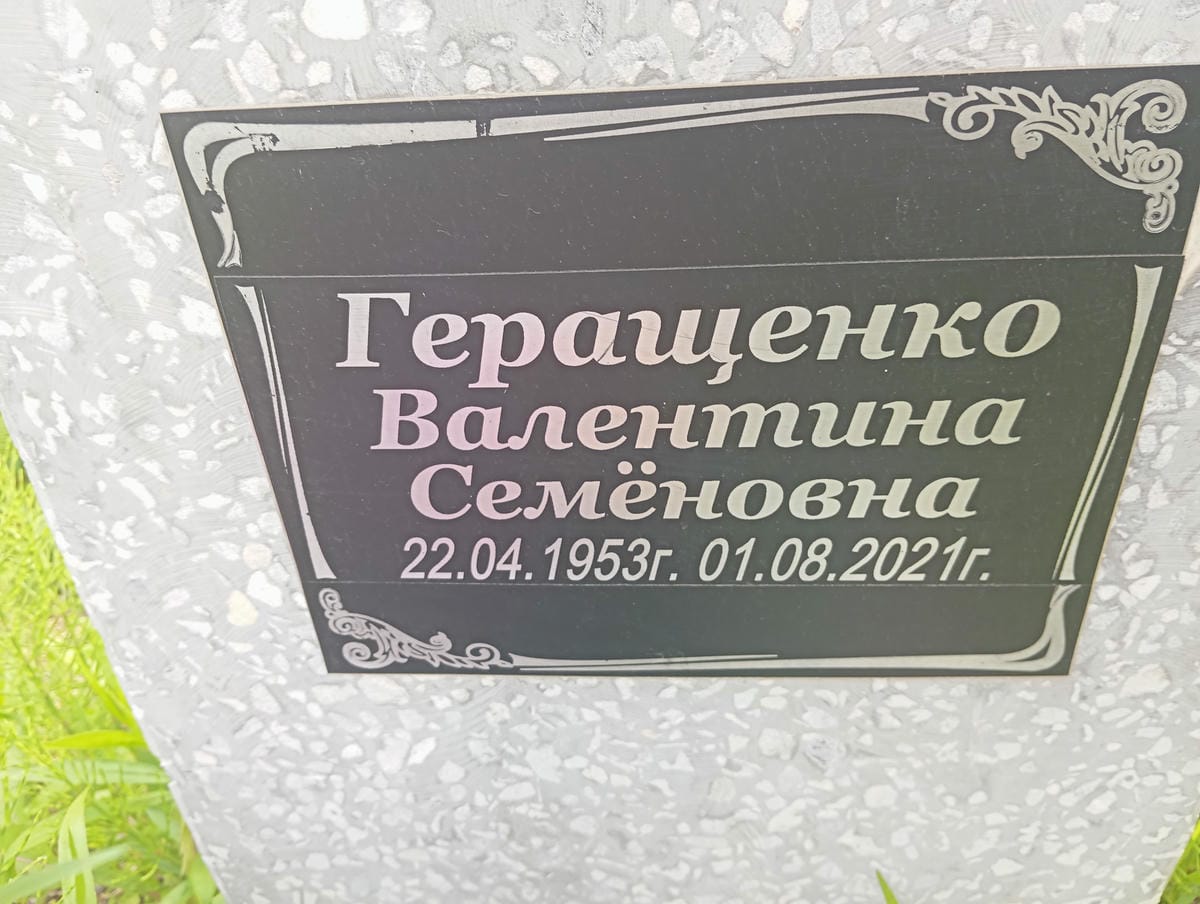 Геращенко
Валентина
Семёновна
22.04.1953г. 01.08.2021г.